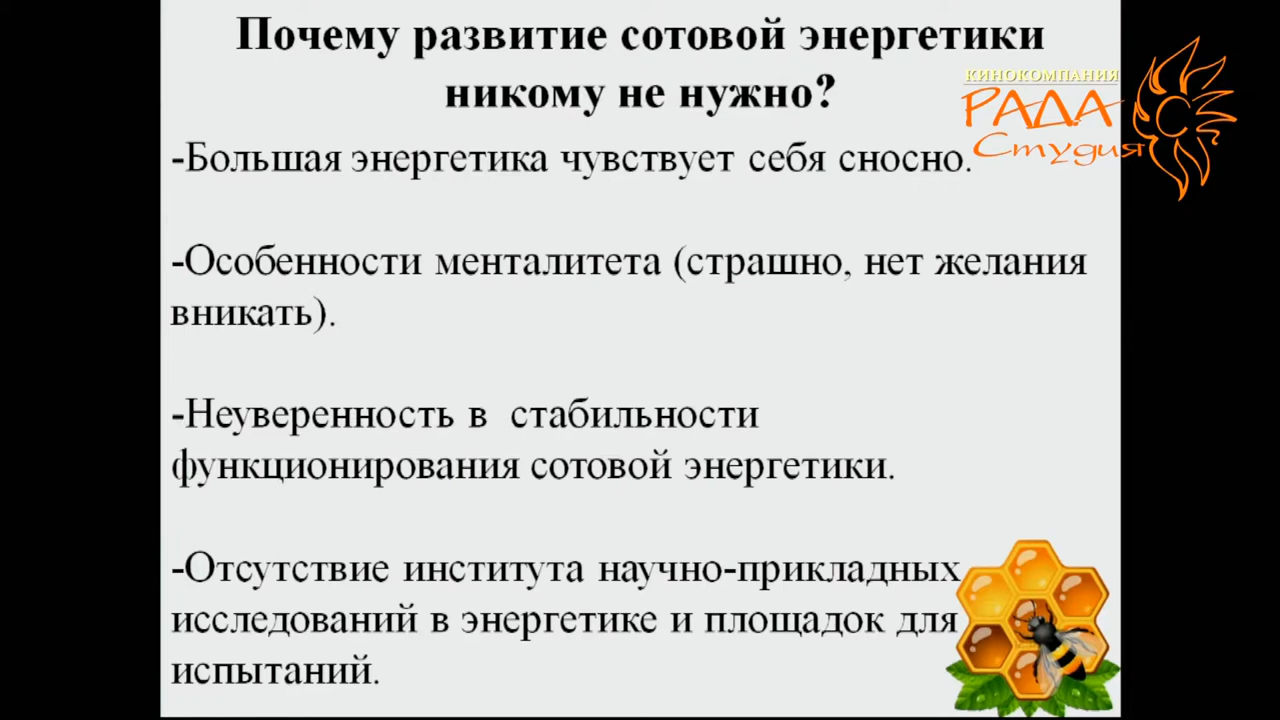 Почему развитие сотовой энергетики
никому не нужно?
КИНОКОМПАНИЯ
РАДА
Студия
-Большая энергетика чувствует себя сносно.
-Особенности менталитета (страшно, нет желания
вникать).
-Неуверенность в  стабильности
функционирования сотовой энергетики.
-Отсутствие института научно-прикладных
исследований в энергетике и площадок для
испытаний.